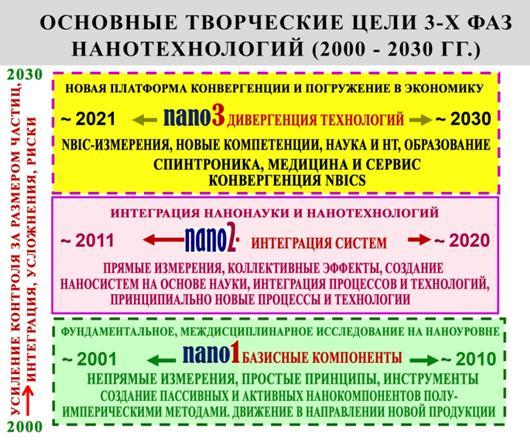 ОСНОВНЫЕ ТВОРЧЕСКИЕ ЦЕЛИ 3-Х ФАЗ
НАНОТЕХНОЛОГИЙ (2000 - 2030 ГГ.)
2030
УСИЛЕНИЕ КОНТРОЛЯ ЗА РАЗМЕРОМ ЧАСТИЦ,
ИНТЕГРАЦИЯ, УСЛОЖНЕНИЯ, РИСКИ
2000
НОВАЯ ПЛАТФОРМА КОНВЕРГЕНЦИИ И ПОГРУЖЕНИЕ В ЭКОНОМИКУ
~ 2021 nano3 ДИВЕРГЕНЦИЯ ТЕХНОЛОГИЙ ~ 2030
NBIC-ИЗМЕРЕНИЯ, НОВЫЕ КОМПЕТЕНЦИИ, НАУКА И НТ, ОБРАЗОВАНИЕ
СПИНТРОНИКА, МЕДИЦИНА И СЕРВИС
КОНВЕРГЕНЦИЯ NBICS
ИНТЕГРАЦИЯ НАНОНАУКИ И НАНОТЕХНОЛОГИЙ
~ 2011 nano2- ИНТЕГРАЦИЯ СИСТЕМ ~ 2020
ПРЯМЫЕ ИЗМЕРЕНИЯ, КОЛЛЕКТИВНЫЕ ЭФФЕКТЫ, СОЗДАНИЕ
НАНОСИСТЕМ НА ОСНОВЕ НАУКИ, ИНТЕГРАЦИЯ ПРОЦЕССОВ И ТЕХНОЛОГИЙ,
ПРИНЦИПИАЛЬНО НОВЫЕ ПРОЦЕССЫ И ТЕХНОЛОГИИ
ФУНДАМЕНТАЛЬНОЕ, МЕЖДИСЦИПЛИНАРНОЕ ИССЛЕДОВАНИЕ НА НАНОУРОВНЕ
~ 2001 nano1 БАЗИСНЫЕ КОМПОНЕНТЫ ~ 2010
НЕПРЯМЫЕ ИЗМЕРЕНИЯ, ПРОСТЫЕ ПРИНЦИПЫ, ИНСТРУМЕНТЫ
СОЗДАНИЕ ПАССИВНЫХ И АКТИВНЫХ НАНОКОМПОНЕНТОВ ПОЛУ-
ИМПЕРИЧЕСКИМИ МЕТОДАМИ. ДВИЖЕНИЕ В НАПРАВЛЕНИИ НОВОЙ ПРОДУКЦИИ